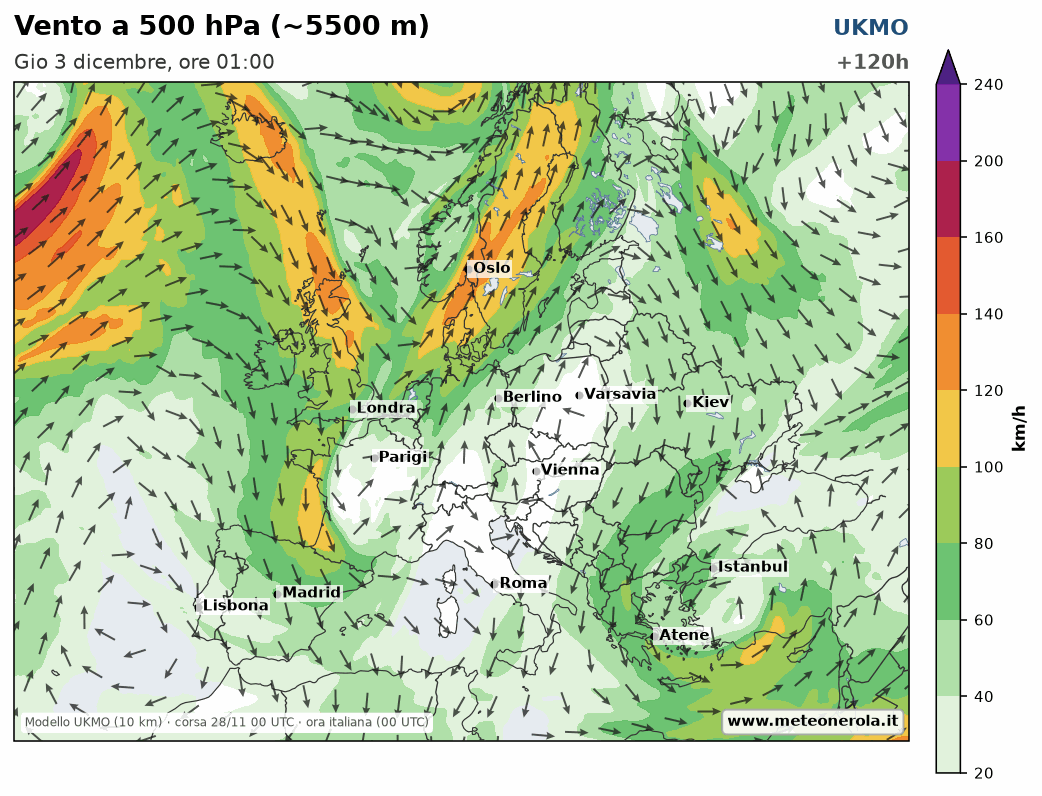 Vento a 500 hPa (~5500 m)
UKMO
Gio 3 dicembre, ore 01:00
+120h
240
200
160
140
120
100
80
60
40
20
km/h
Oslo
Berlino
Varsavia
Kiev
Londra
Parigi
Vienna
Istanbul
Roma
Madrid
Lisbona
Atene
Modello UKMO (10 km) · corsa 28/11 00 UTC · ora italiana (00 UTC)
www.meteonerola.it